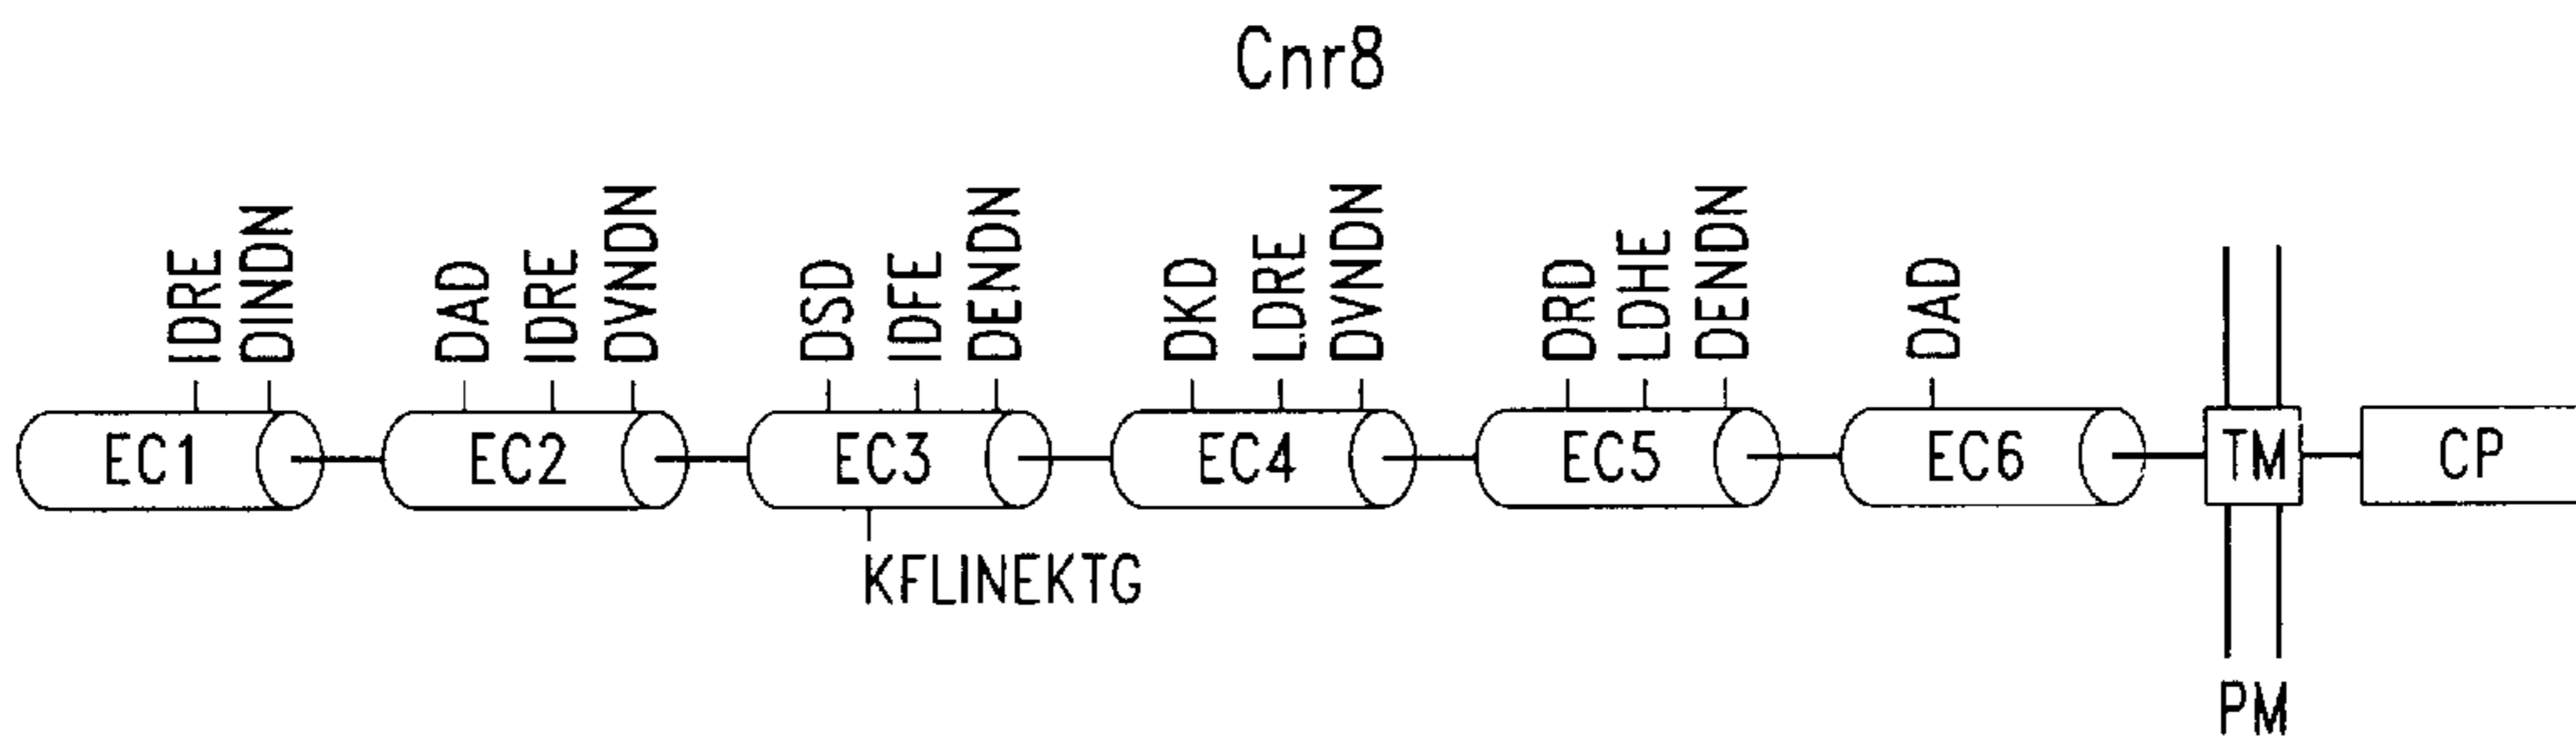 Cnr8
IDRE
DINDN
DAD
IDRE
DVNDN
DSD
IDFE
DENDN
DKD
LDRE
DVNDN
DRD
LDHE
DENDN
DAD
EC1
EC2
EC3
EC4
EC5
EC6
TM
CP
KFLINEKTG
PM